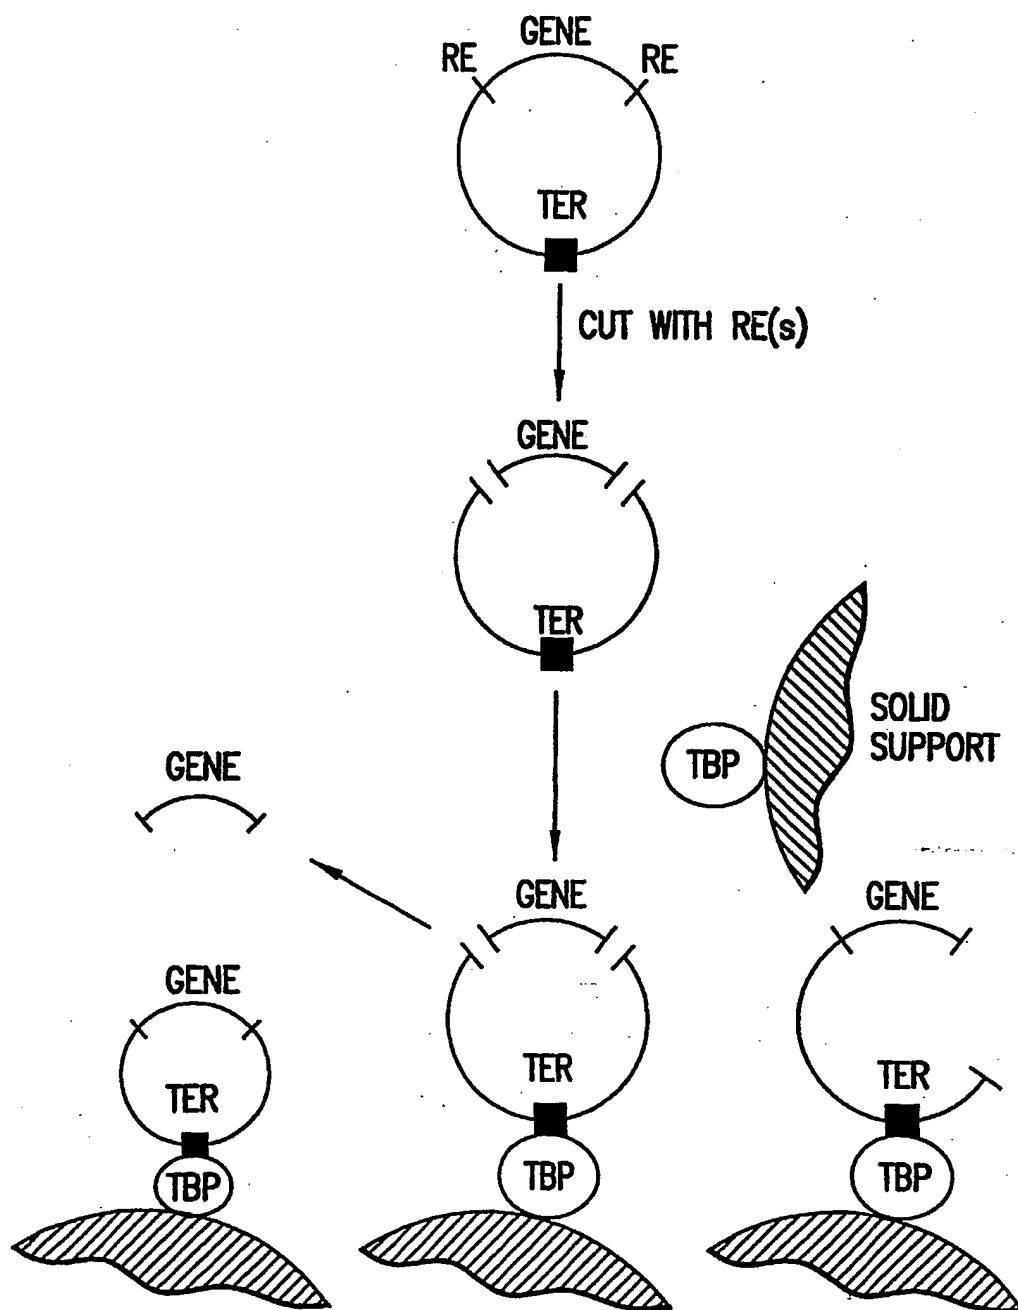 GENE
RE
RE
TER
CUT WITH RE(s)
GENE
TER
SOLID
SUPPORT
TBP
GENE
GENE
GENE
GENE
TER
TER
TER
TBP
TBP
TBP